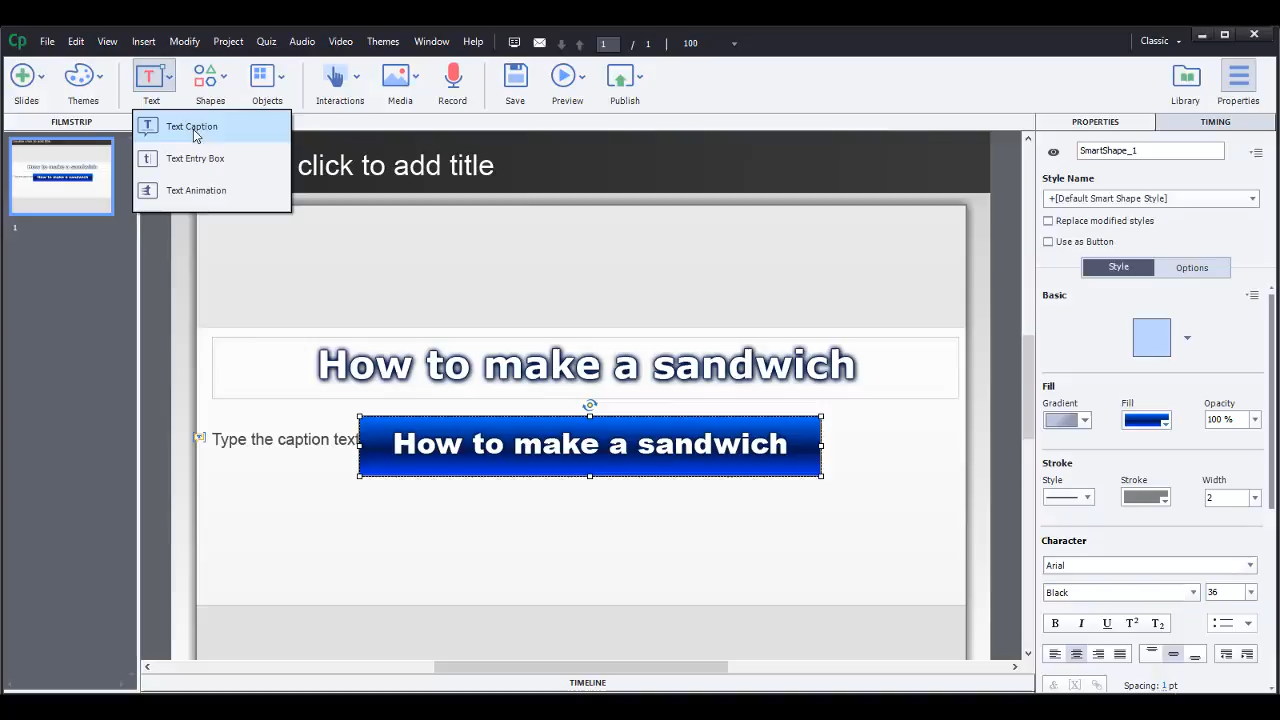 Cp File Edit View Insert Modify Project Quiz Audio Video Themes Window Help 1 / 1 100 Classic
Slides Themes Text Shapes Objects Interactions Media Record Save Preview Publish Library Properties
FILMSTRIP
Text Caption
Text Entry Box
Text Animation
1
click to add title
How to make a sandwich
Type the caption text
How to make a sandwich
TIMELINE
PROPERTIES TIMING
SmartShape_1
Style Name
+[Default Smart Shape Style]
Replace modified styles
Use as Button
Style Options
Basic
Fill
Gradient Fill Opacity
100 %
Stroke
Style Stroke Width
2
Character
Arial
Black 36
B I U T² T₂
Spacing: 1 pt